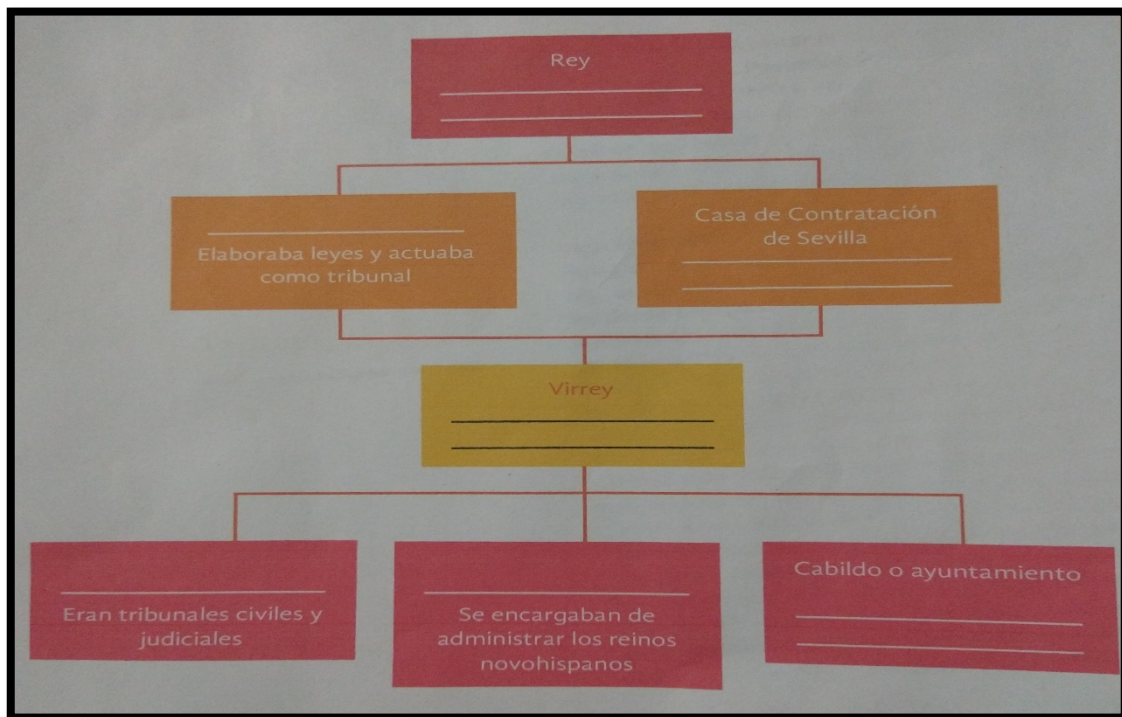 Rey
Elaboraba leyes y actuaba
como tribunal
Casa de Contratación
de Sevilla
Virrey
Eran tribunales civiles y
judiciales
Se encargaban de
administrar los reinos
novohispanos
Cabildo o ayuntamiento